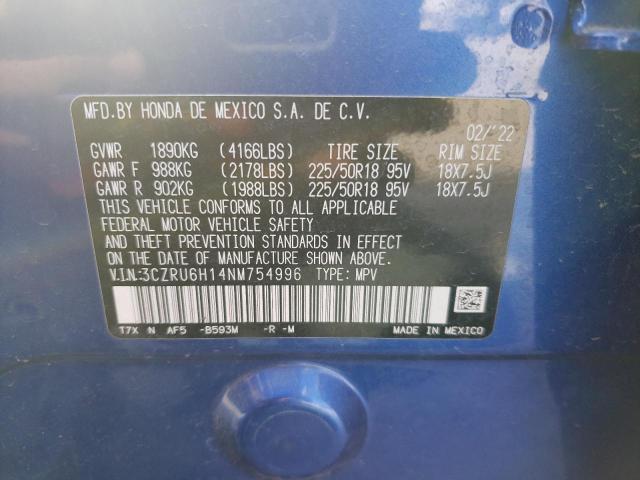 MFD.BY HONDA DE MEXICO S.A. DE C.V.
02/'22
GVWR 1890KG (4166LBS) TIRE SIZE RIM SIZE
GAWR F 988KG (2178LBS) 225/50R18 95V 18X7.5J
GAWR R 902KG (1988LBS) 225/50R18 95V 18X7.5J
THIS VEHICLE CONFORMS TO ALL APPLICABLE
FEDERAL MOTOR VEHICLE SAFETY
AND THEFT PREVENTION STANDARDS IN EFFECT
ON THE DATE OF MANUFACTURE SHOWN ABOVE.
V.I.N:3CZRU6H14NM754996 TYPE: MPV
T7X N AF5 -B593M -R -M MADE IN MEXICO